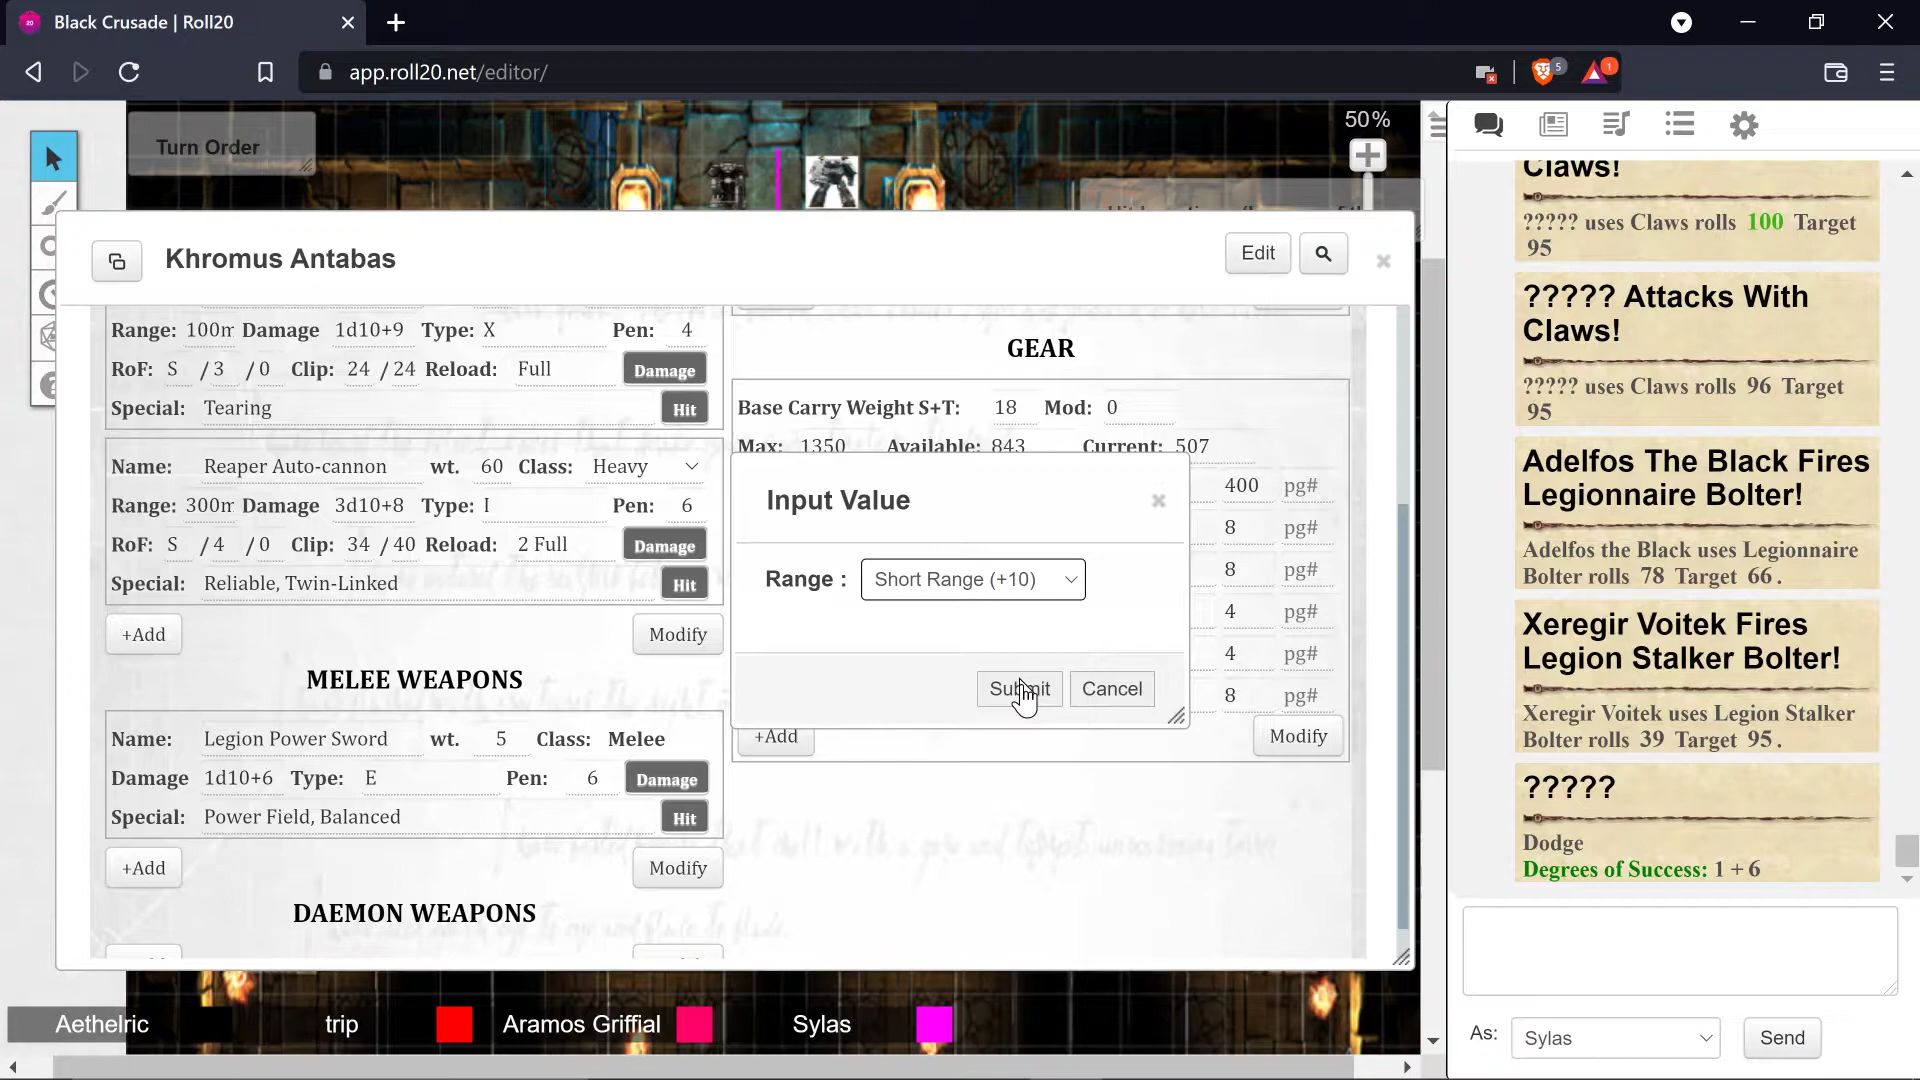 Black Crusade | Roll20
app.roll20.net/editor/
5
1
Turn Order
50%
Khromus Antabas
Edit
Range: 100m Damage 1d10+9 Type: X Pen: 4
RoF: S /3 /0 Clip: 24 /24 Reload: Full Damage
Special: Tearing Hit
Name: Reaper Auto-cannon wt. 60 Class: Heavy
Range: 300m Damage 3d10+8 Type: I Pen: 6
RoF: S /4 /0 Clip: 34 /40 Reload: 2 Full Damage
Special: Reliable, Twin-Linked Hit
+Add Modify
MELEE WEAPONS
Name: Legion Power Sword wt. 5 Class: Melee
Damage 1d10+6 Type: E Pen: 6 Damage
Special: Power Field, Balanced Hit
+Add Modify
DAEMON WEAPONS
GEAR
Base Carry Weight S+T: 18 Mod: 0
Max: 1350 Available: 843 Current: 507
400 pg#
8 pg#
8 pg#
4 pg#
4 pg#
8 pg#
+Add Modify
Input Value
Range : Short Range (+10)
Submit Cancel
Claws!
????? uses Claws rolls 100 Target
95
????? Attacks With
Claws!
????? uses Claws rolls 96 Target
95
Adelfos The Black Fires
Legionnaire Bolter!
Adelfos the Black uses Legionnaire
Bolter rolls 78 Target 66 .
Xeregir Voitek Fires
Legion Stalker Bolter!
Xeregir Voitek uses Legion Stalker
Bolter rolls 39 Target 95 .
?????
Dodge
Degrees of Success: 1 + 6
As: Sylas Send
Aethelric trip Aramos Griffial Sylas